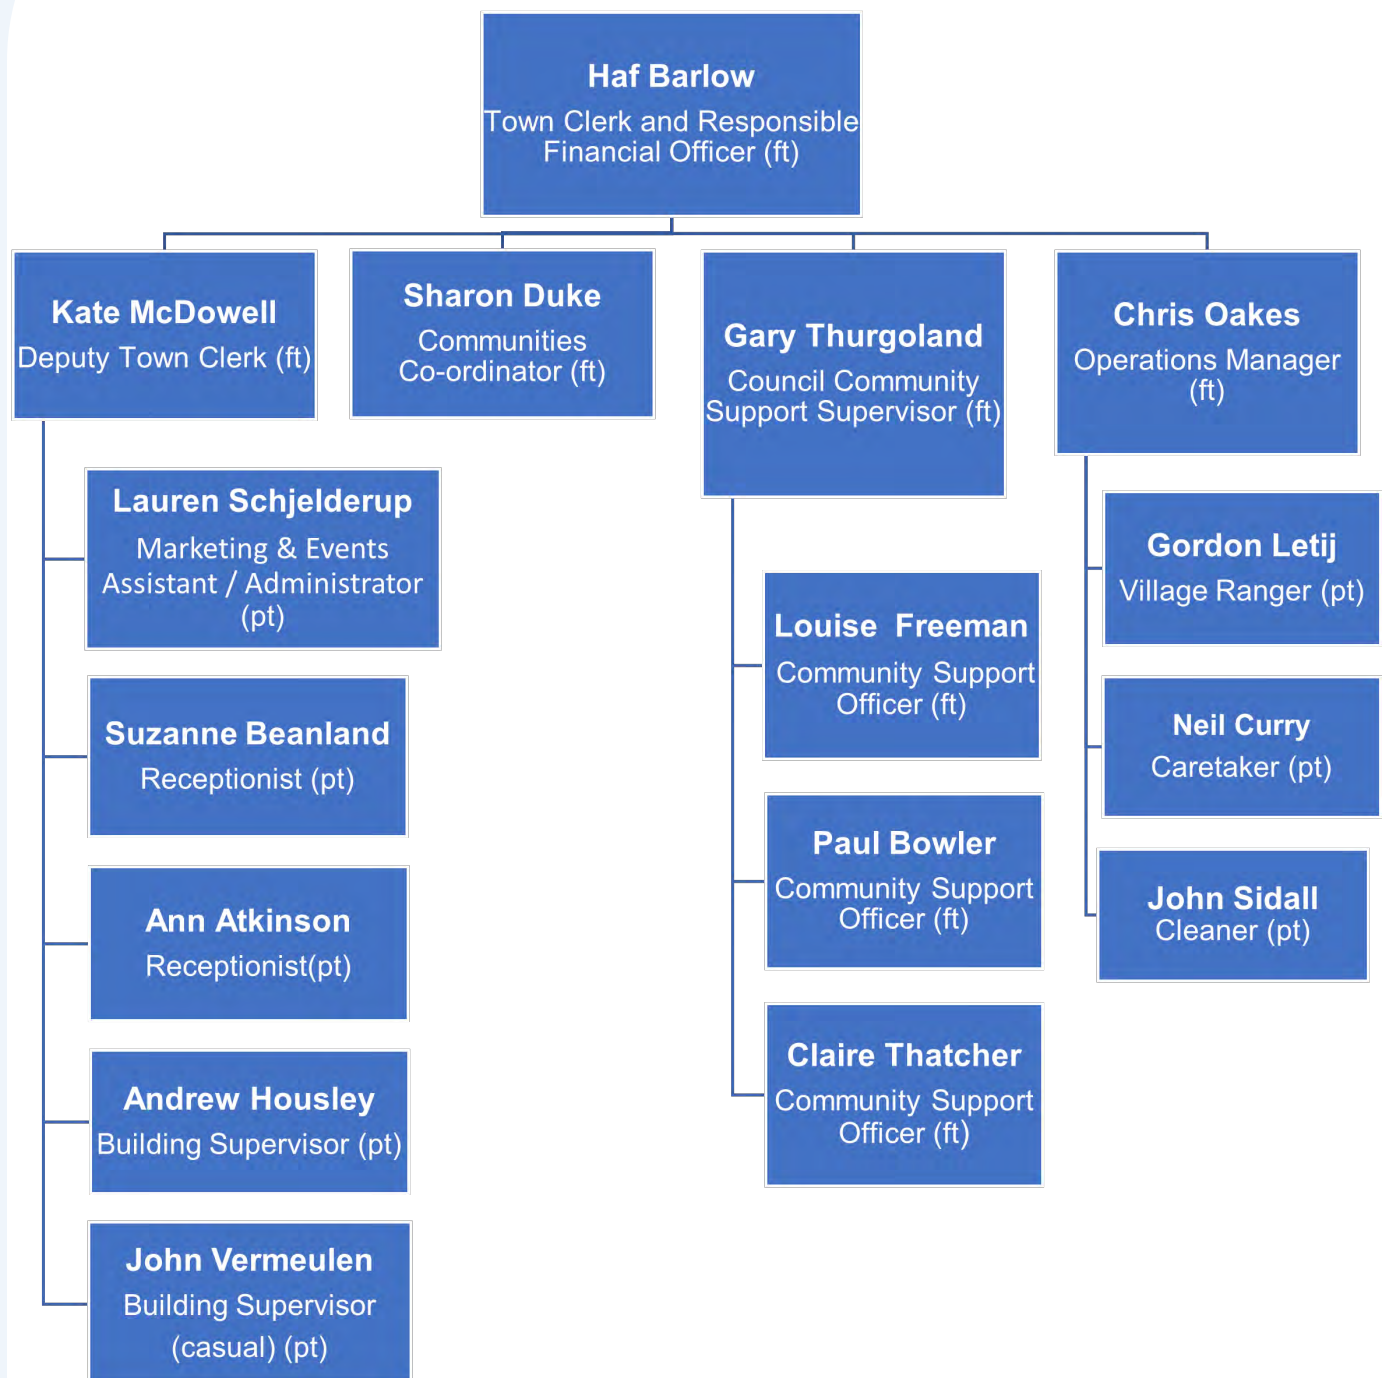 Haf Barlow
Town Clerk and Responsible
Financial Officer (ft)
Kate McDowell
Deputy Town Clerk (ft)
Sharon Duke
Communities
Co-ordinator (ft)
Gary Thurgoland
Council Community
Support Supervisor (ft)
Chris Oakes
Operations Manager
(ft)
Lauren Schjelderup
Marketing & Events
Assistant / Administrator
(pt)
Suzanne Beanland
Receptionist (pt)
Ann Atkinson
Receptionist(pt)
Andrew Housley
Building Supervisor (pt)
John Vermeulen
Building Supervisor
(casual) (pt)
Louise Freeman
Community Support
Officer (ft)
Paul Bowler
Community Support
Officer (ft)
Claire Thatcher
Community Support
Officer (ft)
Gordon Letij
Village Ranger (pt)
Neil Curry
Caretaker (pt)
John Sidall
Cleaner (pt)